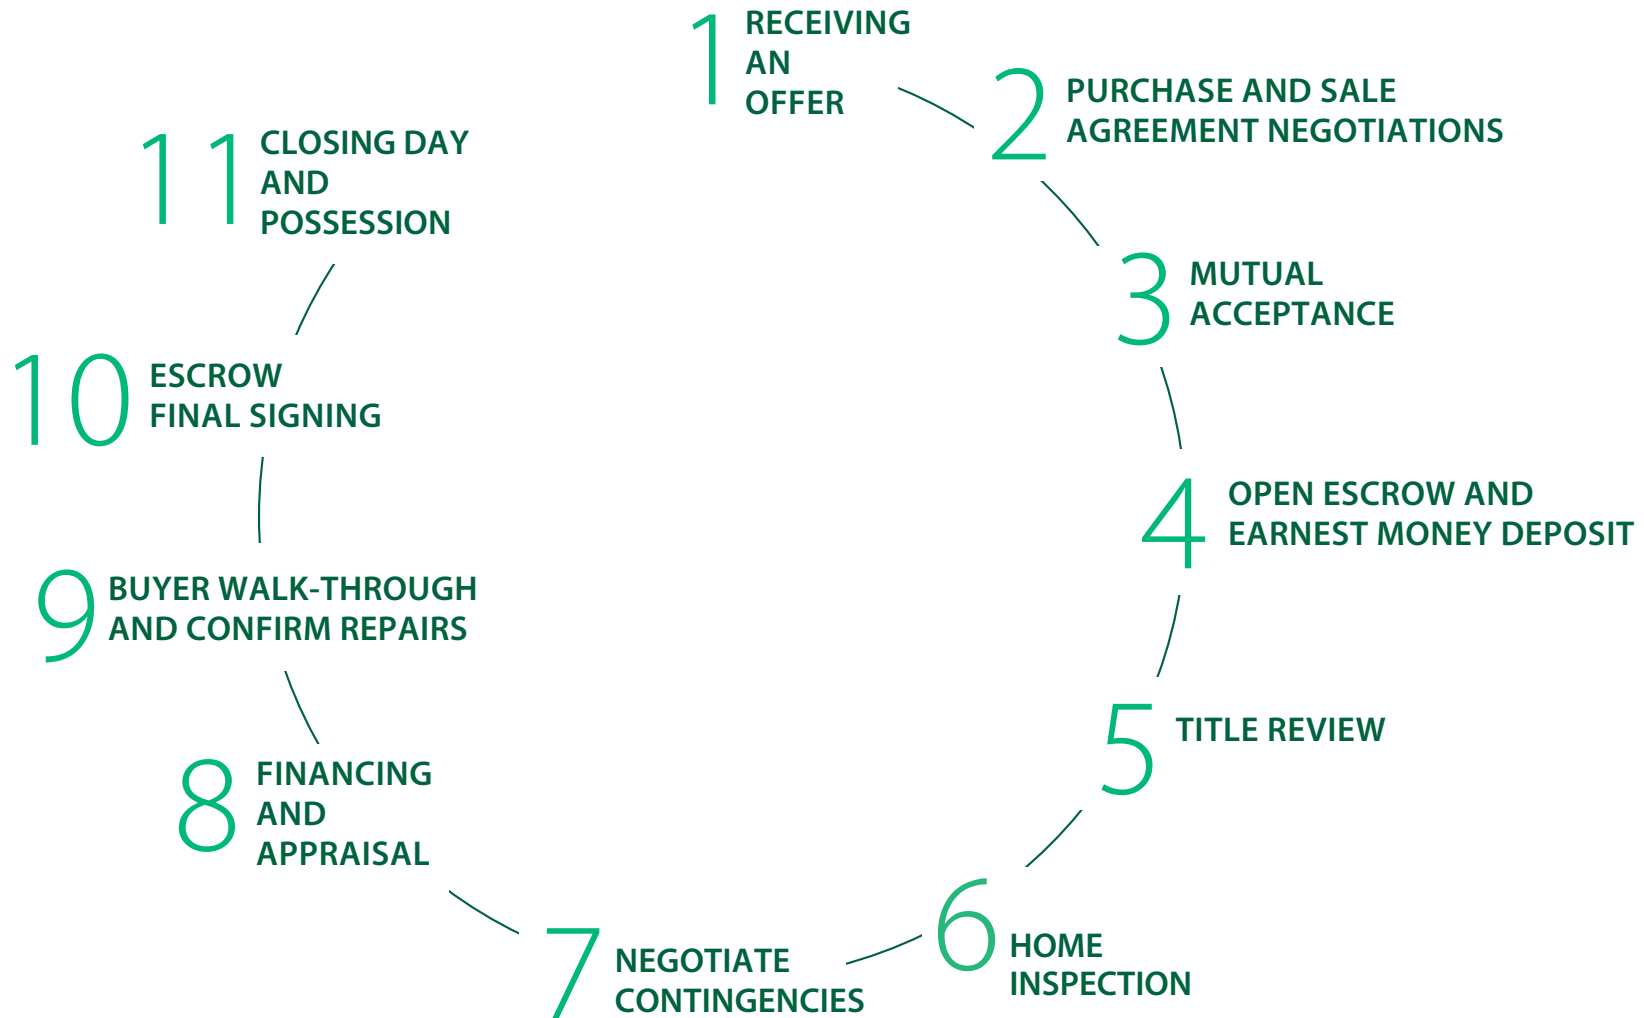 1 RECEIVING
AN
OFFER
2 PURCHASE AND SALE
AGREEMENT NEGOTIATIONS
3 MUTUAL
ACCEPTANCE
4 OPEN ESCROW AND
EARNEST MONEY DEPOSIT
5 TITLE REVIEW
6 HOME
INSPECTION
7 NEGOTIATE
CONTINGENCIES
8 FINANCING
AND
APPRAISAL
9 BUYER WALK-THROUGH
AND CONFIRM REPAIRS
10 ESCROW
FINAL SIGNING
11 CLOSING DAY
AND
POSSESSION